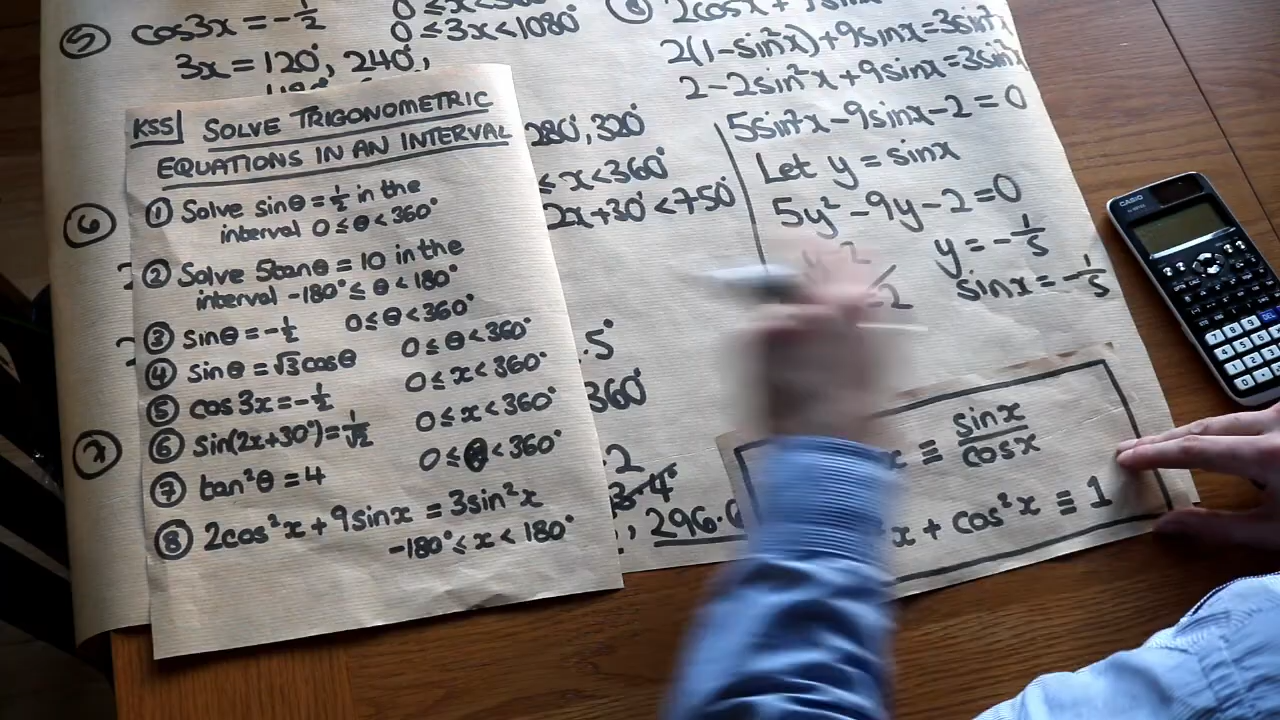 ⑤ cos3x = -1/2
0 ≤ 3x < 1080°
3x = 120°, 240°,
280°, 320°
≤ x < 360°
2x+30° < 750°
.5°
360°
.2
, 296.
⑥
⑦
KS5 SOLVE TRIGONOMETRIC
EQUATIONS IN AN INTERVAL
① Solve sinθ = 1/2 in the
interval 0 ≤ θ < 360°
② Solve 5tanθ = 10 in the
interval -180° ≤ θ < 180°
③ sinθ = -1/2 0 ≤ θ < 360°
④ sinθ = √3cosθ 0 ≤ θ < 360°
⑤ cos3x = -1/2 0 ≤ x < 360°
⑥ sin(2x+30°) = 1/√2 0 ≤ x < 360°
⑦ tan²θ = 4 0 ≤ θ < 360°
⑧ 2cos²x + 9sinx = 3sin²x
-180° ≤ x < 180°
2(1-sin²x)+9sinx = 3sin²x
2-2sin²x+9sinx = 3sin²x
5sin²x-9sinx-2 = 0
Let y = sinx
5y²-9y-2 = 0
y = -1/5
sinx = -1/5
≡ sinx/cosx
x + cos²x ≡ 1
CASIO